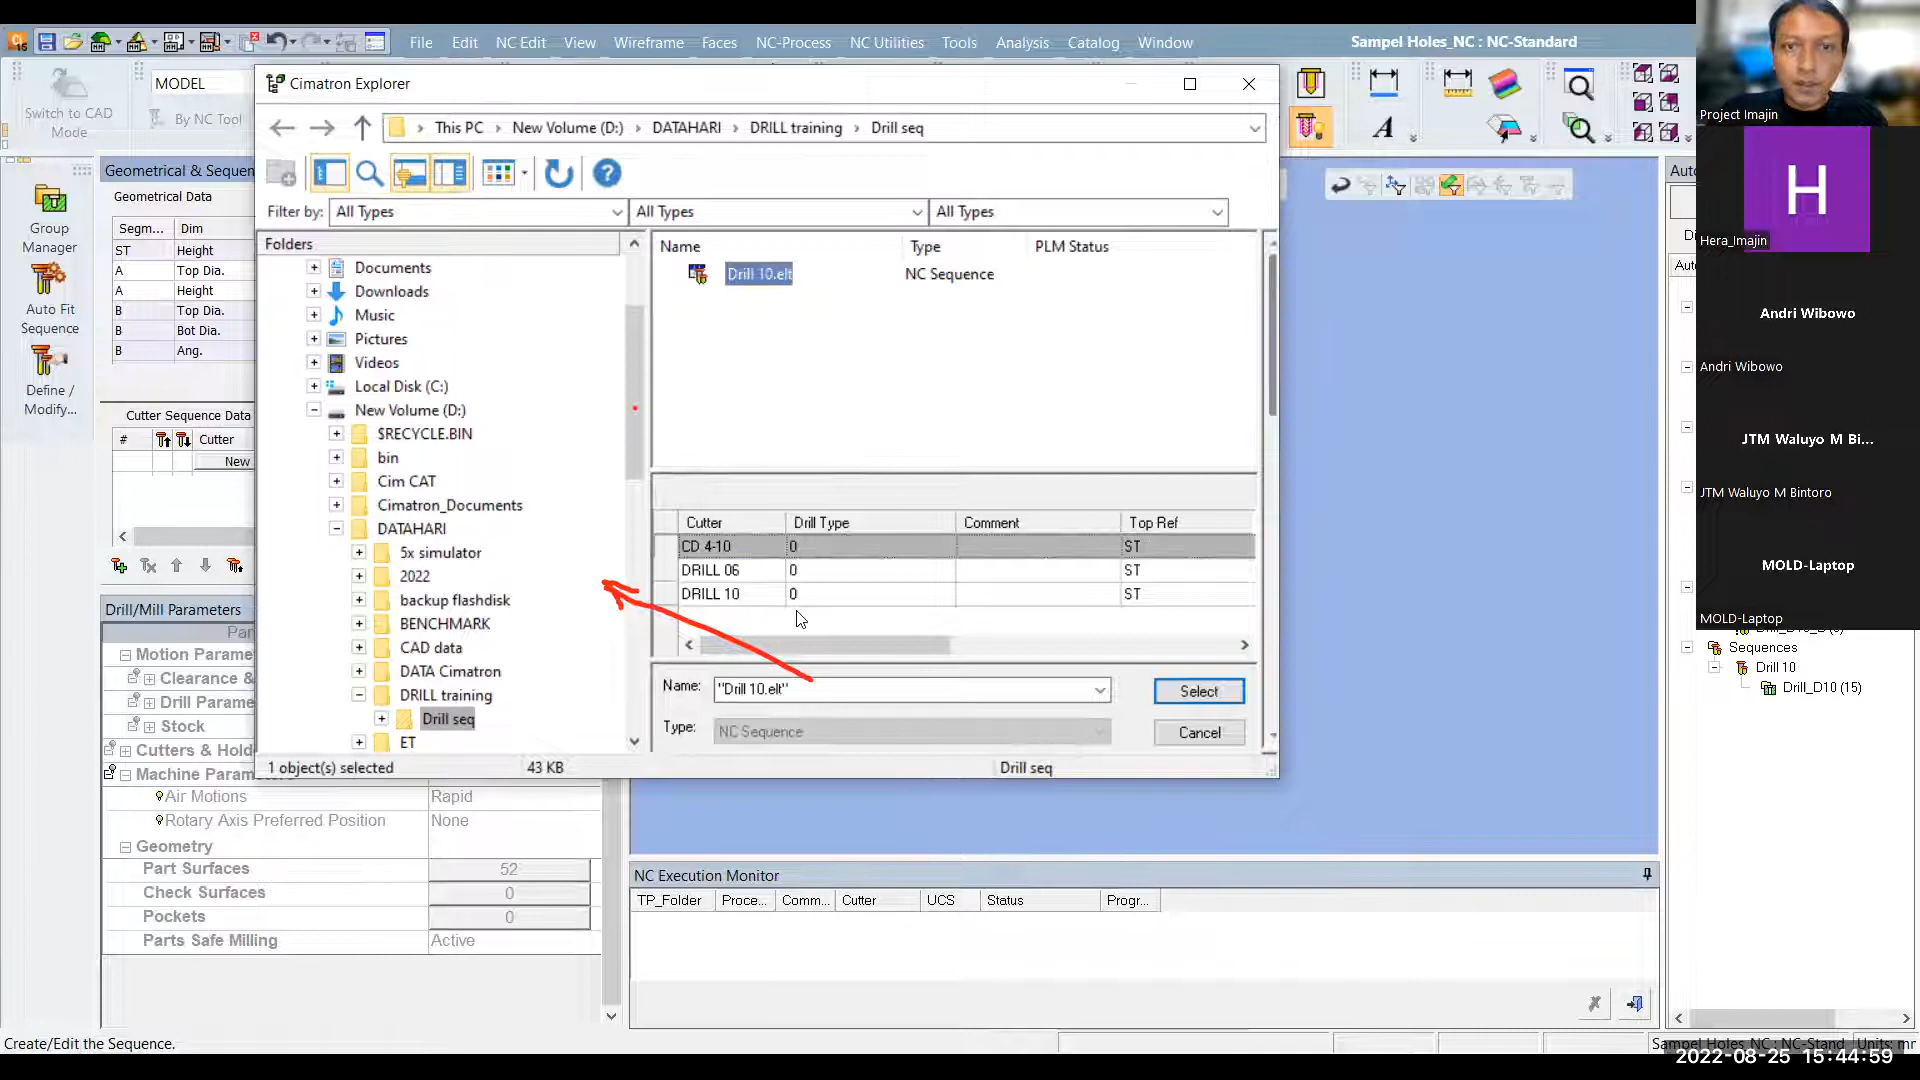 File Edit NC Edit View Wireframe Faces NC-Process NC Utilities Tools Analysis Catalog Window
Sampel Holes_NC : NC-Standard
Switch to CAD Mode
MODEL
By NC Tool
Cimatron Explorer
This PC > New Volume (D:) > DATAHARI > DRILL training > Drill seq
Filter by: All Types All Types All Types
Group Manager
Auto Fit Sequence
Define / Modify...
Geometrical & Sequen
Geometrical Data
Segm... Dim
ST Height
A Top Dia.
A Height
B Top Dia.
B Bot Dia.
B Ang.
Cutter Sequence Data
# Cutter
New
Drill/Mill Parameters
Par
Motion Parame
Clearance &
Drill Parame
Stock
Cutters & Hold
Machine Param
Air Motions Rapid
Rotary Axis Preferred Position None
Geometry
Part Surfaces 52
Check Surfaces 0
Pockets 0
Parts Safe Milling Active
Folders
Documents
Downloads
Music
Pictures
Videos
Local Disk (C:)
New Volume (D:)
$RECYCLE.BIN
bin
Cim CAT
Cimatron_Documents
DATAHARI
5x simulator
2022
backup flashdisk
BENCHMARK
CAD data
DATA Cimatron
DRILL training
Drill seq
ET
Name Type PLM Status
Drill 10.elt NC Sequence
Cutter Drill Type Comment Top Ref
CD 4-10 0 ST
DRILL 06 0 ST
DRILL 10 0 ST
Name: "Drill 10.elt" Select
Type: NC Sequence Cancel
1 object(s) selected 43 KB Drill seq
NC Execution Monitor
TP_Folder Proce... Comm... Cutter UCS Status Progr...
Project Imajin
H
Hera_Imajin
Andri Wibowo
Andri Wibowo
JTM Waluyo M Bi...
JTM Waluyo M Bintoro
MOLD-Laptop
MOLD-Laptop
Sequences
Drill 10
Drill_D10 (15)
Create/Edit the Sequence.
Sampel Holes_NC : NC-Stand Units: mr
2022-08-25 15:44:59